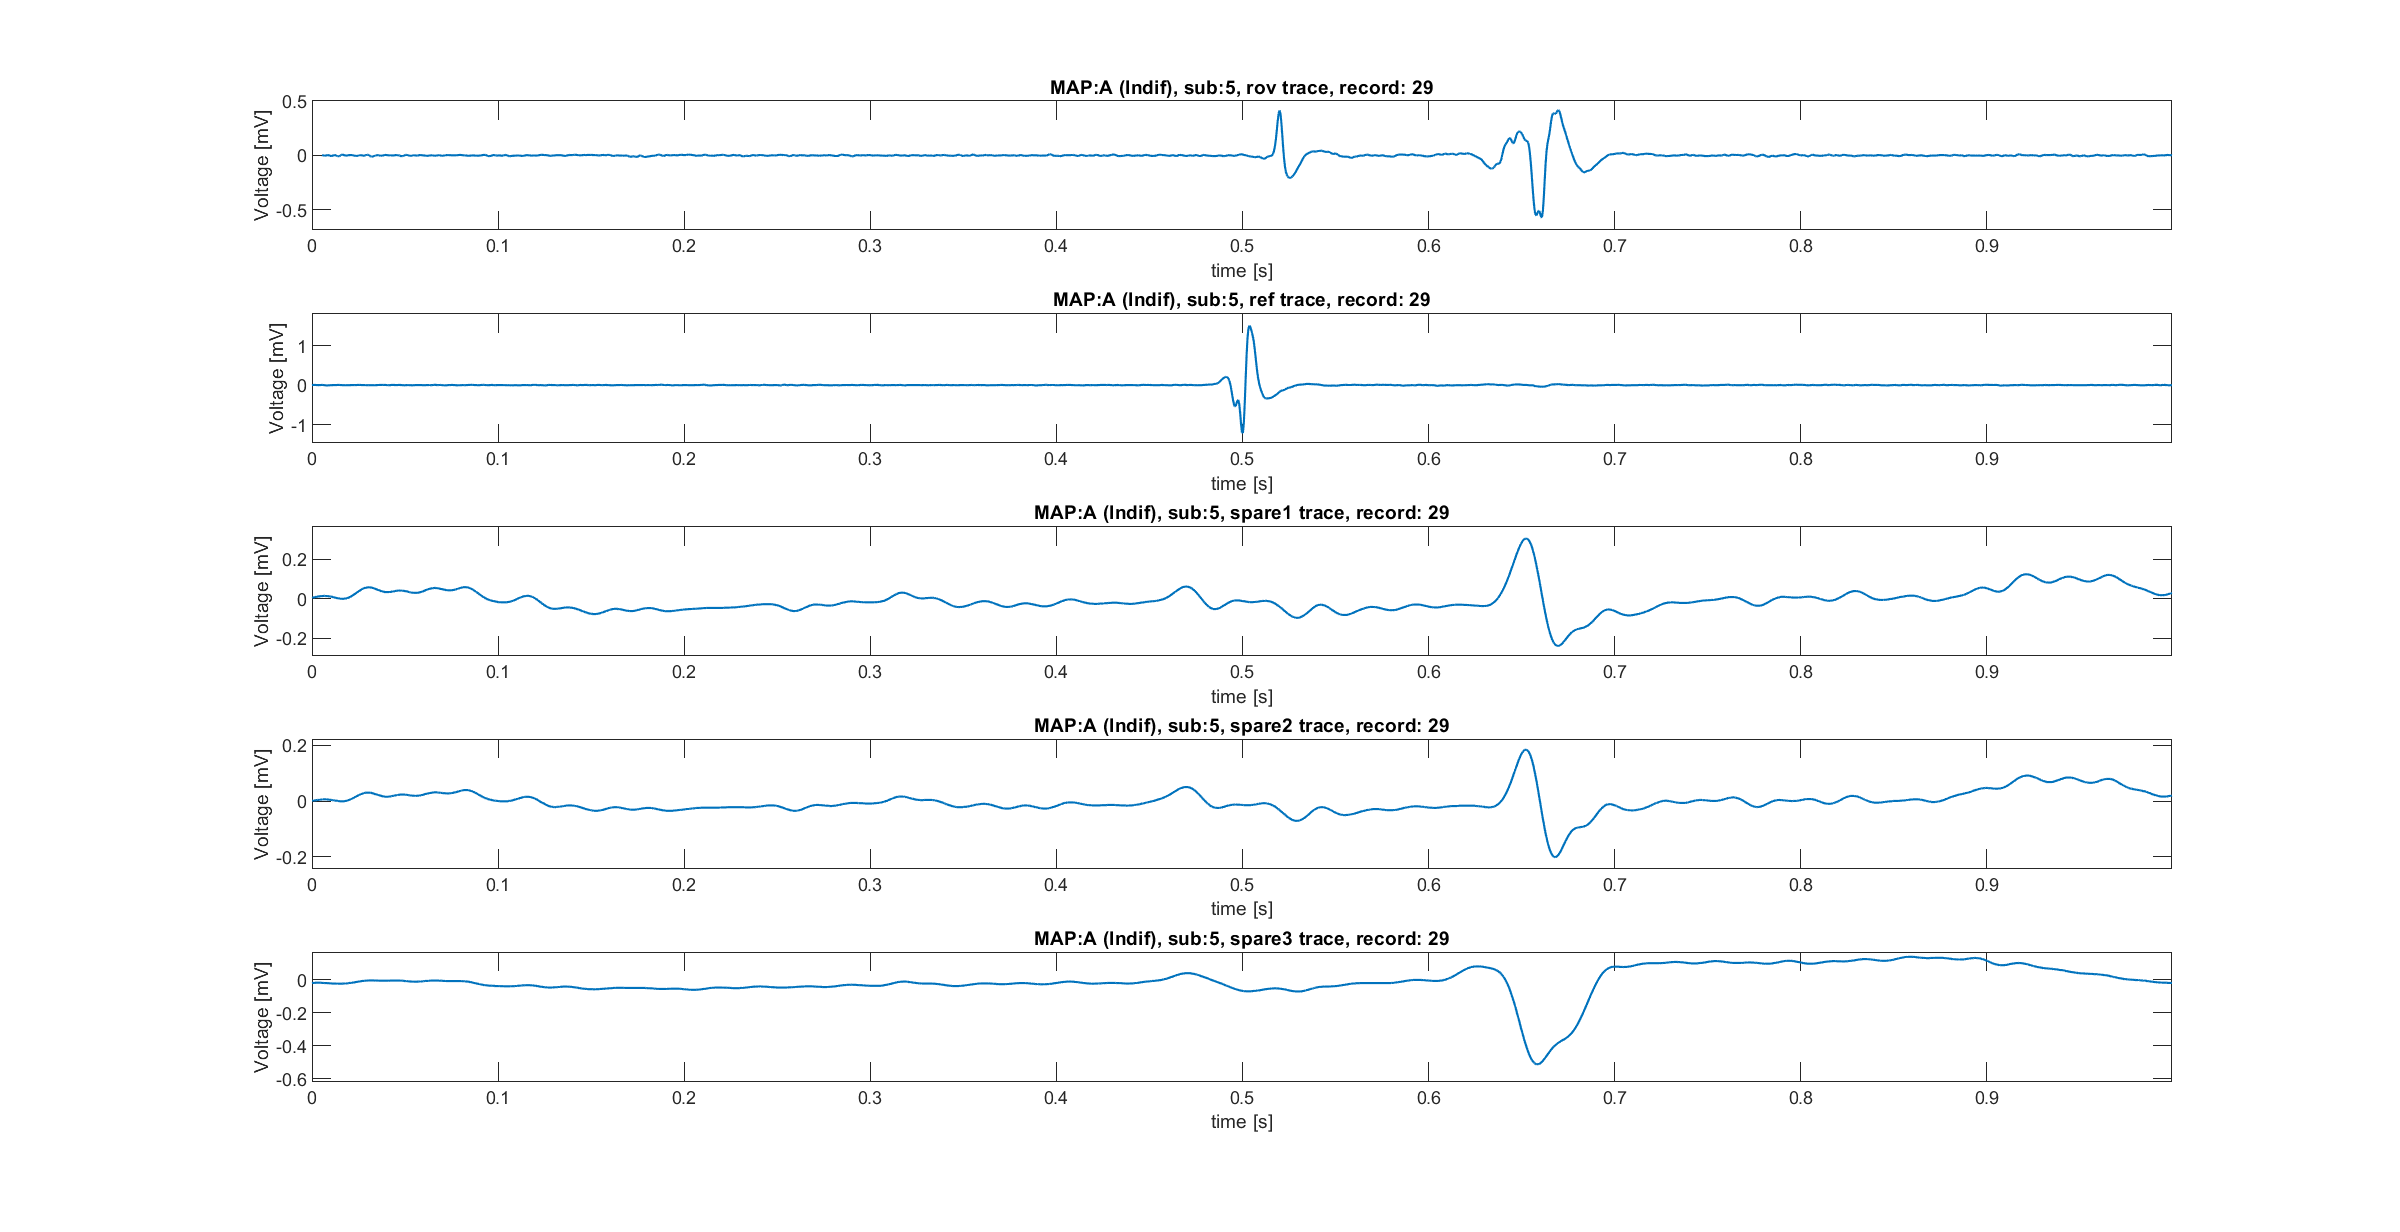 MAP:A (Indif), sub:5, rov trace, record: 29
Voltage [mV]
0.5
0
-0.5
0 0.1 0.2 0.3 0.4 0.5 0.6 0.7 0.8 0.9
time [s]
MAP:A (Indif), sub:5, ref trace, record: 29
Voltage [mV]
1
0
-1
0 0.1 0.2 0.3 0.4 0.5 0.6 0.7 0.8 0.9
time [s]
MAP:A (Indif), sub:5, spare1 trace, record: 29
Voltage [mV]
0.2
0
-0.2
0 0.1 0.2 0.3 0.4 0.5 0.6 0.7 0.8 0.9
time [s]
MAP:A (Indif), sub:5, spare2 trace, record: 29
Voltage [mV]
0.2
0
-0.2
0 0.1 0.2 0.3 0.4 0.5 0.6 0.7 0.8 0.9
time [s]
MAP:A (Indif), sub:5, spare3 trace, record: 29
Voltage [mV]
0
-0.2
-0.4
-0.6
0 0.1 0.2 0.3 0.4 0.5 0.6 0.7 0.8 0.9
time [s]